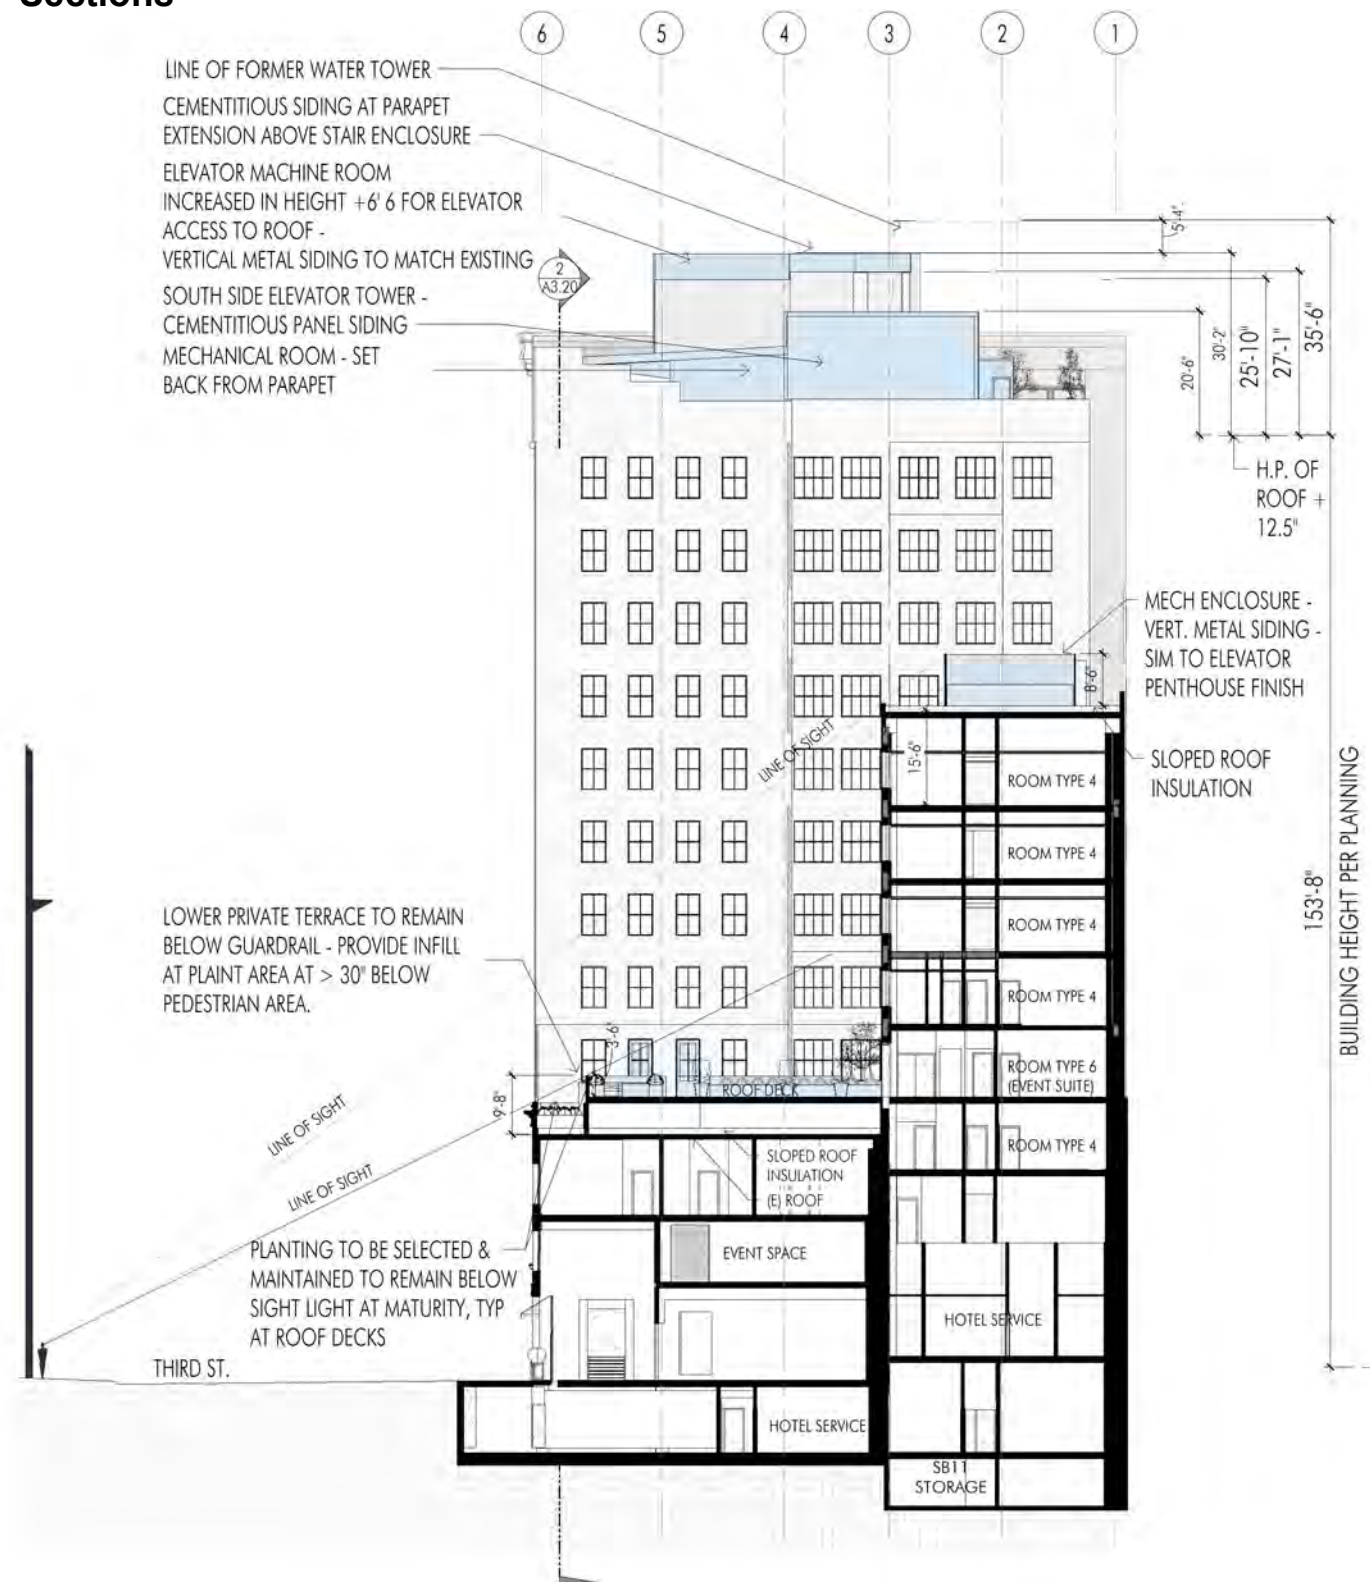 Sections
6 5 4 3 2 1
LINE OF FORMER WATER TOWER
CEMENTITIOUS SIDING AT PARAPET
EXTENSION ABOVE STAIR ENCLOSURE
ELEVATOR MACHINE ROOM
INCREASED IN HEIGHT +6' 6 FOR ELEVATOR
ACCESS TO ROOF -
VERTICAL METAL SIDING TO MATCH EXISTING
SOUTH SIDE ELEVATOR TOWER -
CEMENTITIOUS PANEL SIDING
MECHANICAL ROOM - SET
BACK FROM PARAPET
2
A3.20
5'-4"
20'-6"
30'-2"
25'-10"
27'-1"
35'-6"
H.P. OF
ROOF +
12.5"
MECH ENCLOSURE -
VERT. METAL SIDING -
SIM TO ELEVATOR
PENTHOUSE FINISH
8'-6"
SLOPED ROOF
INSULATION
153'-8"
BUILDING HEIGHT PER PLANNING
LINE OF SIGHT
15'-6"
ROOM TYPE 4
ROOM TYPE 4
ROOM TYPE 4
ROOM TYPE 4
ROOM TYPE 6
(EVENT SUITE)
ROOM TYPE 4
LOWER PRIVATE TERRACE TO REMAIN
BELOW GUARDRAIL - PROVIDE INFILL
AT PLAINT AREA AT > 30" BELOW
PEDESTRIAN AREA.
3'-6"
9'-8"
ROOF DECK
LINE OF SIGHT
LINE OF SIGHT
SLOPED ROOF
INSULATION
(E) ROOF
PLANTING TO BE SELECTED &
MAINTAINED TO REMAIN BELOW
SIGHT LIGHT AT MATURITY, TYP
AT ROOF DECKS
EVENT SPACE
HOTEL SERVICE
THIRD ST.
HOTEL SERVICE
SB11
STORAGE